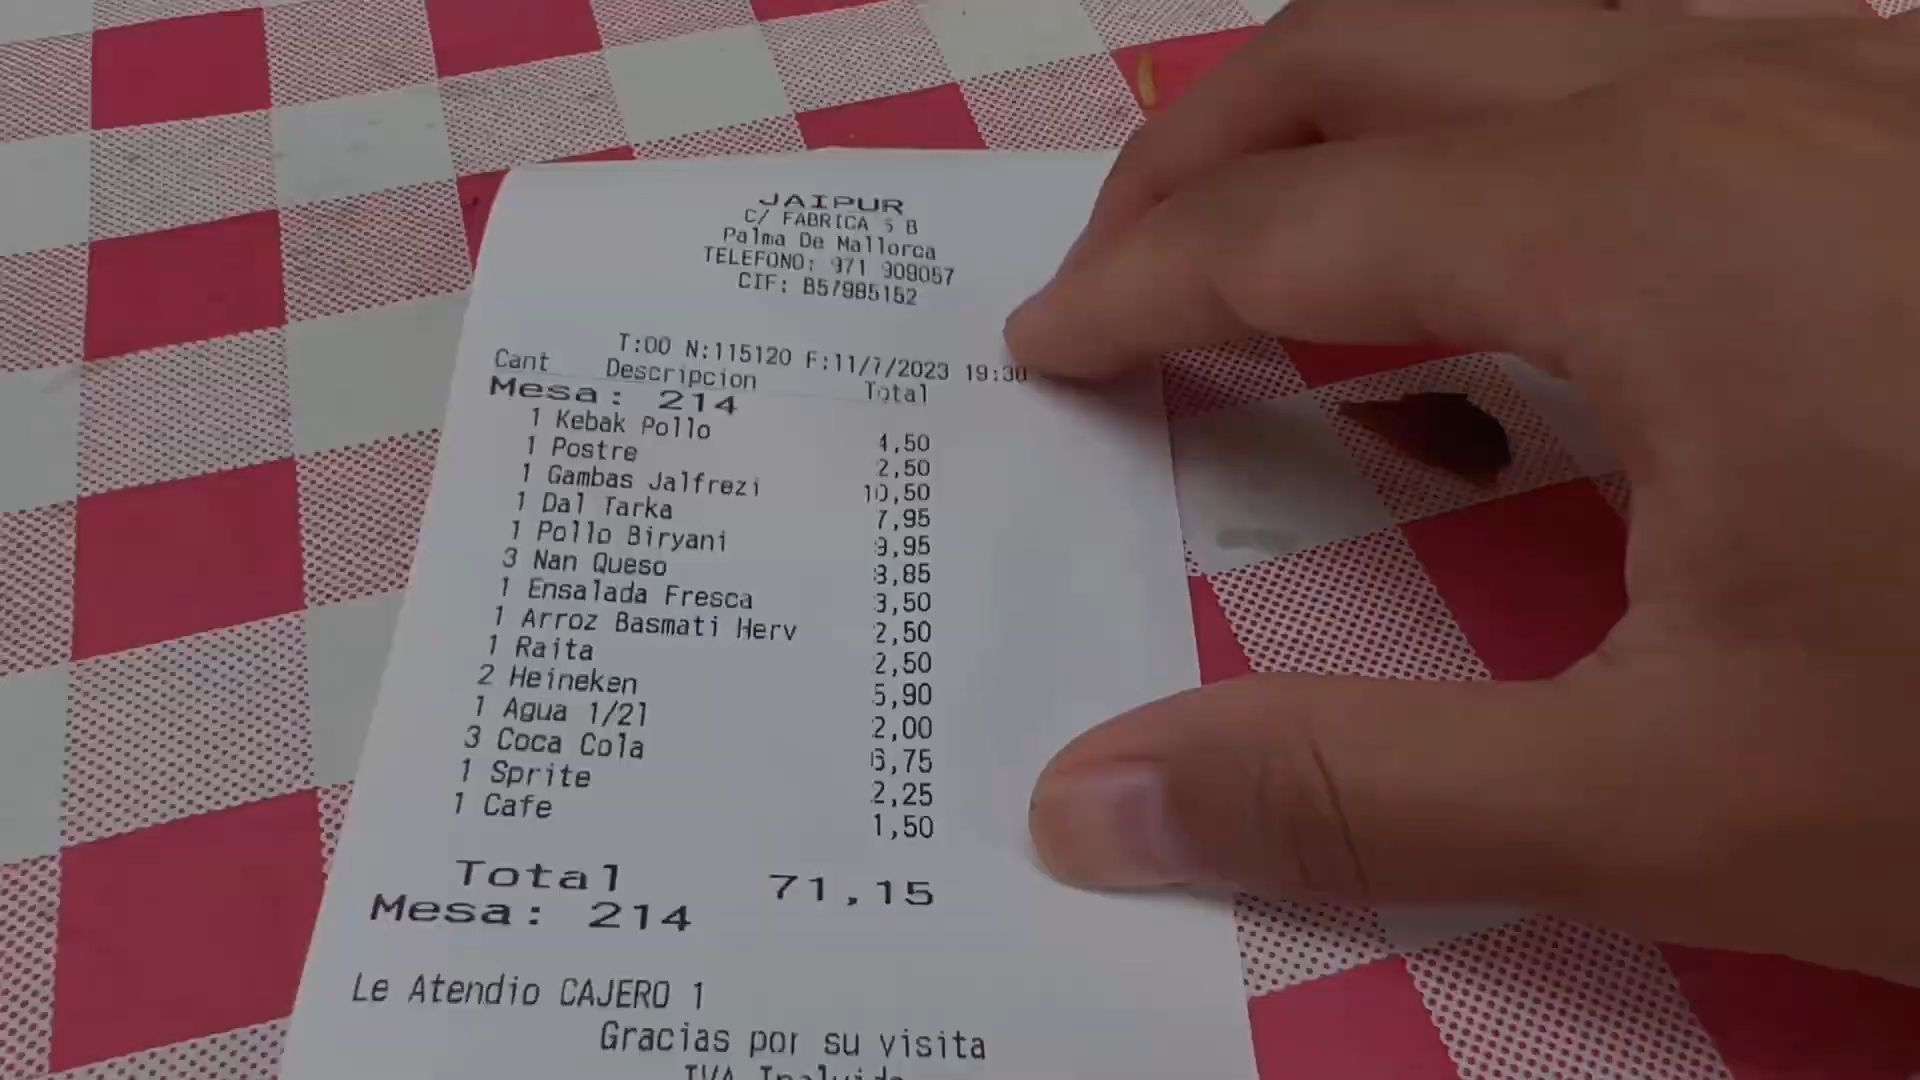 JAIPUR
C/ FABRICA 5 B
Palma De Mallorca
TELEFONO: 971
CIF:
T:00 N:115120 F:11/7/2023 19:30
Cant Descripcion Total
Mesa: 214
1 Kebak Pollo 4,50
1 Postre 2,50
1 Gambas Jalfrezi 10,50
1 Dal Tarka 7,95
1 Pollo Biryani 9,95
3 Nan Queso 8,85
1 Ensalada Fresca 3,50
1 Arroz Basmati Herv 2,50
1 Raita 2,50
2 Heineken 5,90
1 Agua 1/2l 2,00
3 Coca Cola 6,75
1 Sprite 2,25
1 Cafe 1,50
Total 71,15
Mesa: 214
Le Atendio CAJERO 1
Gracias por su visita
IVA Incluido